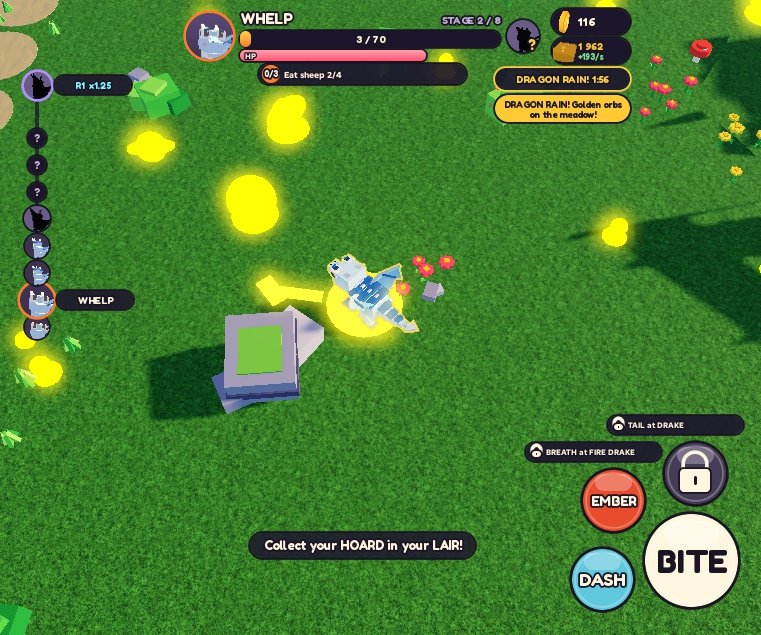 WHELP
STAGE 2 / 8
3 / 70
HP
0/3 Eat sheep 2/4
?
116
1 962
+193/s
DRAGON RAIN! 1:56
DRAGON RAIN! Golden orbs
on the meadow!
R1 x1.25
?
?
?
WHELP
TAIL at DRAKE
BREATH at FIRE DRAKE
EMBER
BITE
DASH
Collect your HOARD in your LAIR!